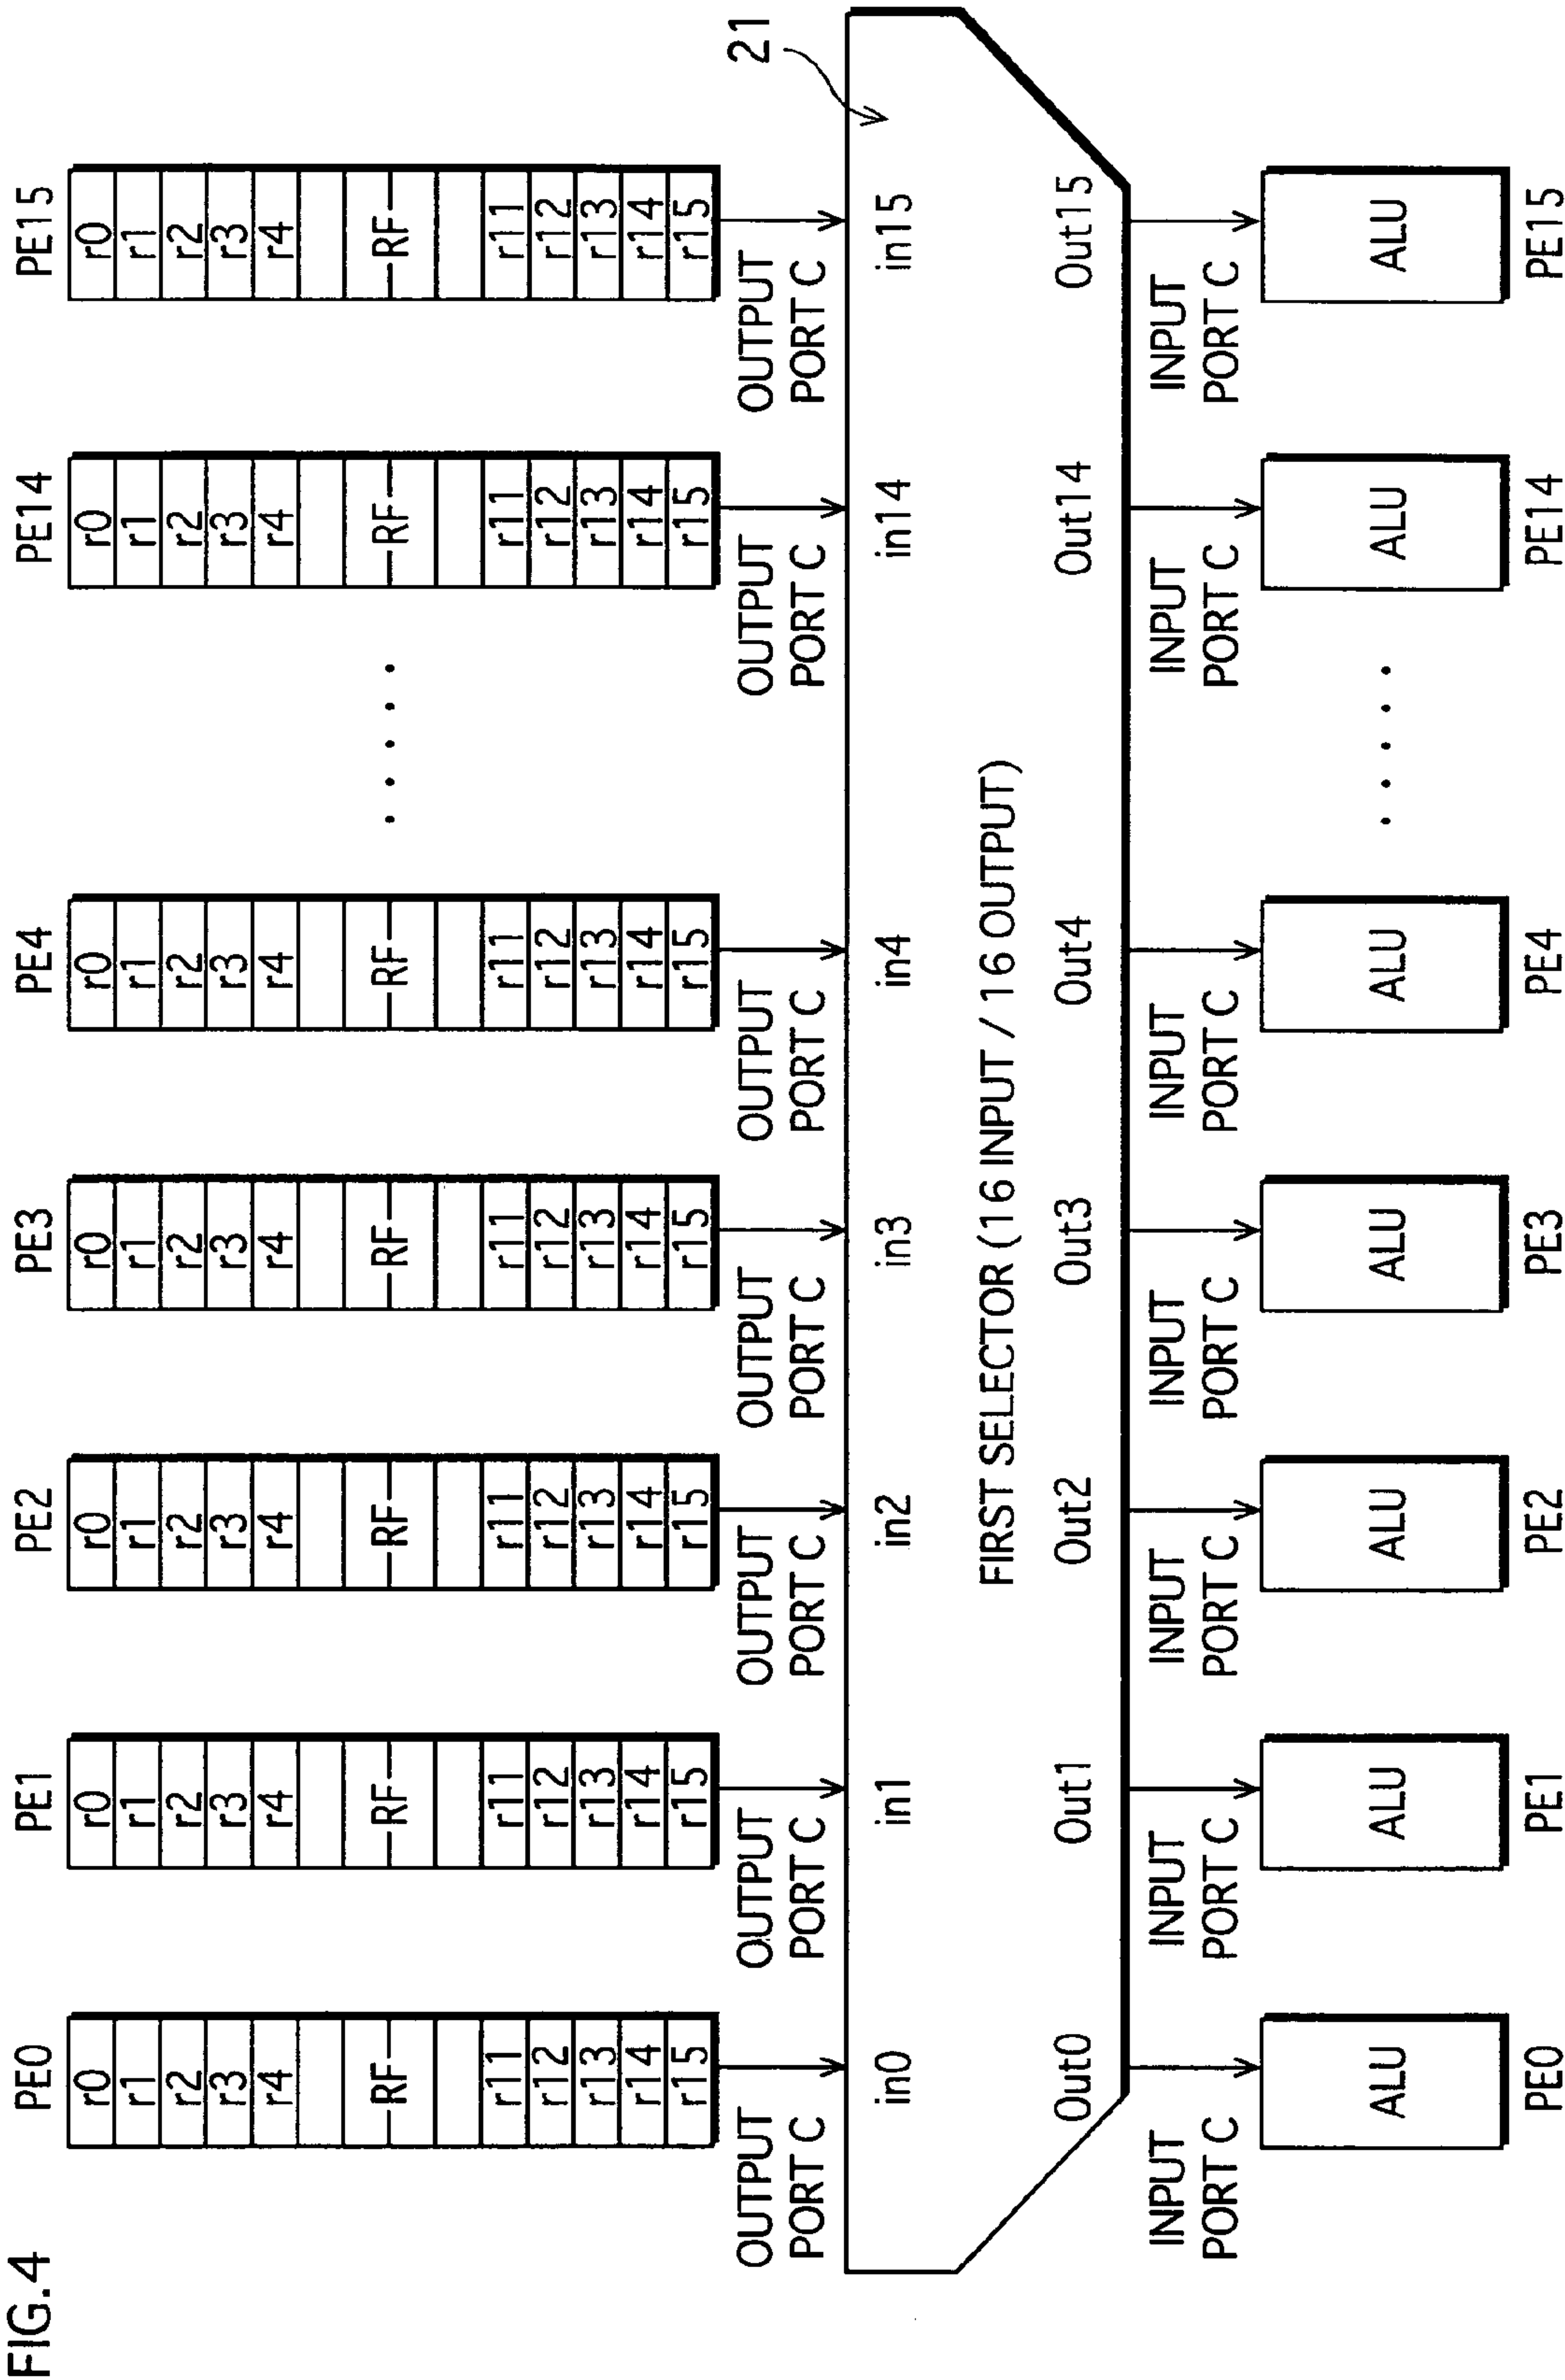 FIG.4
PE0 PE1 PE2 PE3 PE4 PE14 PE15
r0 r0 r0 r0 r0 r0 r0
r1 r1 r1 r1 r1 r1 r1
r2 r2 r2 r2 r2 r2 r2
r3 r3 r3 r3 r3 r3 r3
r4 r4 r4 r4 r4 r4 r4
RF RF RF RF RF RF RF
r11 r11 r11 r11 r11 r11 r11
r12 r12 r12 r12 r12 r12 r12
r13 r13 r13 r13 r13 r13 r13
r14 r14 r14 r14 r14 r14 r14
r15 r15 r15 r15 r15 r15 r15
OUTPUT OUTPUT OUTPUT OUTPUT OUTPUT OUTPUT OUTPUT 21
PORT C PORT C PORT C PORT C PORT C PORT C PORT C
in0 in1 in2 in3 in4 in14 in15
FIRST SELECTOR (16 INPUT / 16 OUTPUT)
Out0 Out1 Out2 Out3 Out4 Out14 Out15
INPUT INPUT INPUT INPUT INPUT INPUT INPUT
PORT C PORT C PORT C PORT C PORT C PORT C PORT C
ALU ALU ALU ALU ALU ALU ALU
PE0 PE1 PE2 PE3 PE4 PE14 PE15